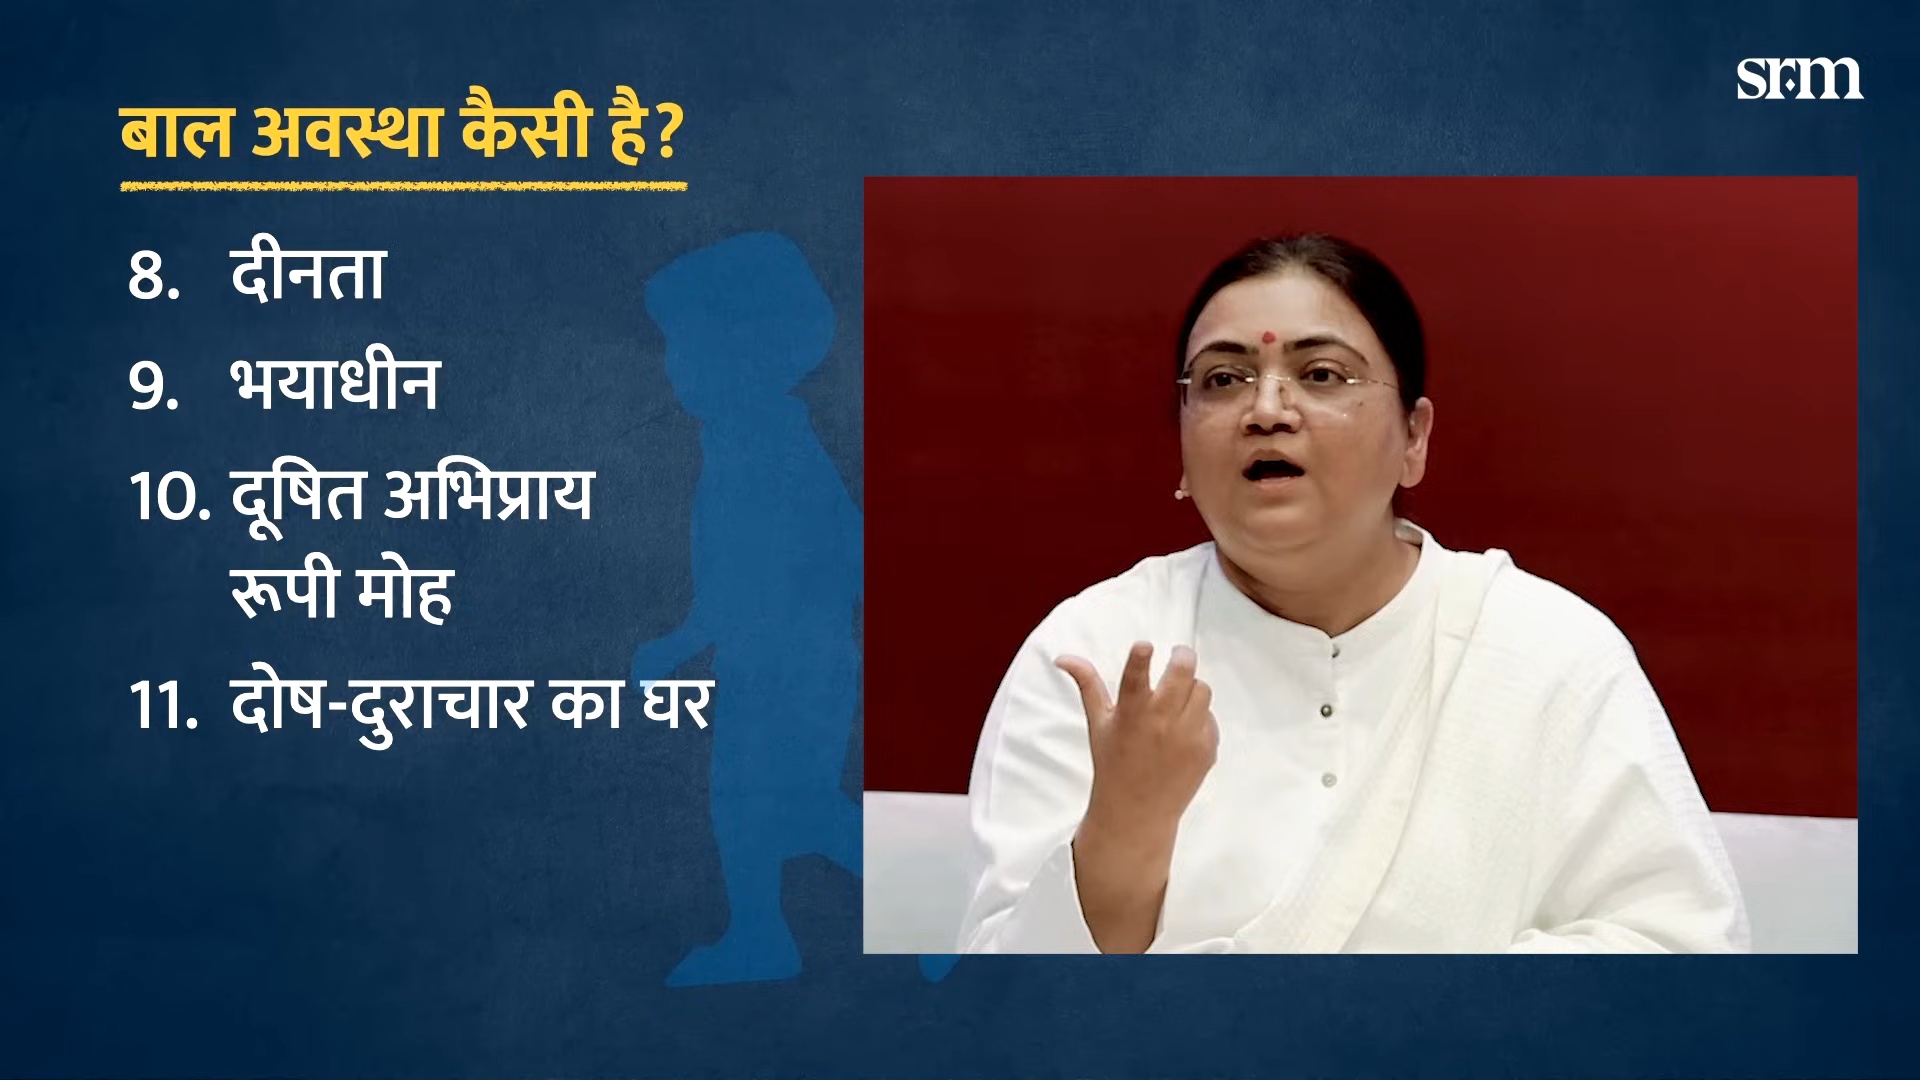 srm
बाल अवस्था कैसी है?
8. दीनता
9. भयाधीन
10. दूषित अभिप्राय
रूपी मोह
11. दोष-दुराचार का घर